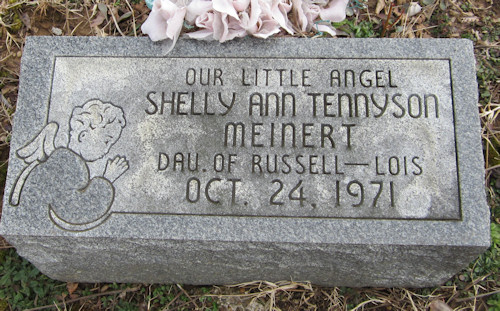 OUR LITTLE ANGEL
SHELLY ANN TENNYSON
MEINERT
DAU. OF RUSSELL—LOIS
OCT. 24, 1971